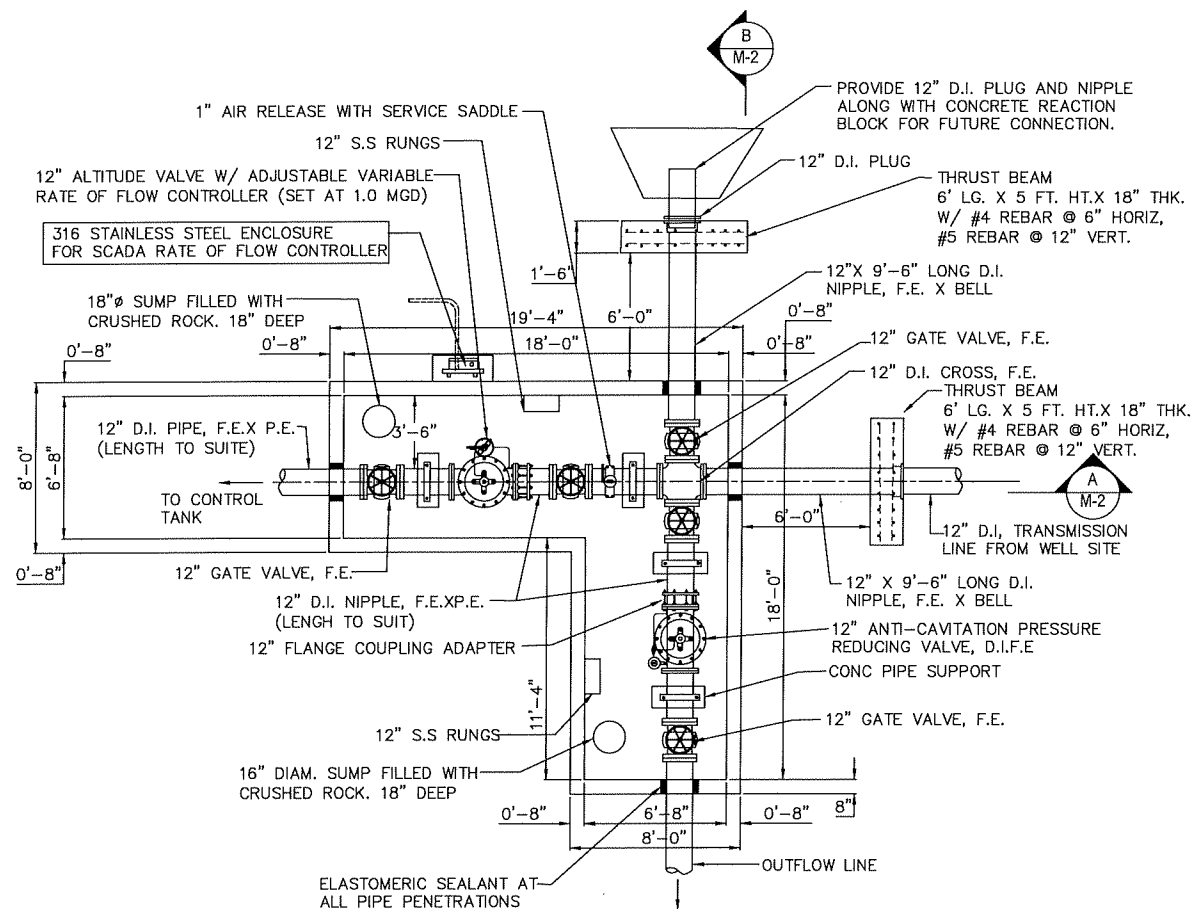 B
M-2
PROVIDE 12" D.I. PLUG AND NIPPLE
ALONG WITH CONCRETE REACTION
BLOCK FOR FUTURE CONNECTION.
1" AIR RELEASE WITH SERVICE SADDLE
12" S.S RUNGS
12" D.I. PLUG
12" ALTITUDE VALVE W/ ADJUSTABLE VARIABLE
RATE OF FLOW CONTROLLER (SET AT 1.0 MGD)
THRUST BEAM
6' LG. X 5 FT. HT.X 18" THK.
W/ #4 REBAR @ 6" HORIZ,
#5 REBAR @ 12" VERT.
316 STAINLESS STEEL ENCLOSURE
FOR SCADA RATE OF FLOW CONTROLLER
1'-6"
12"X 9'-6" LONG D.I.
NIPPLE, F.E. X BELL
18"ø SUMP FILLED WITH
CRUSHED ROCK. 18" DEEP
19'-4"
6'-0"
0'-8"
0'-8"
0'-8"
18'-0"
0'-8"
12" GATE VALVE, F.E.
12" D.I. CROSS, F.E.
THRUST BEAM
6' LG. X 5 FT. HT.X 18" THK.
W/ #4 REBAR @ 6" HORIZ,
#5 REBAR @ 12" VERT.
12" D.I. PIPE, F.E.X P.E.
(LENGTH TO SUITE)
3'-6"
8'-0"
6'-8"
TO CONTROL
TANK
A
M-2
6'-0"
12" D.I, TRANSMISSION
LINE FROM WELL SITE
0'-8"
12" GATE VALVE, F.E.
12" D.I. NIPPLE, F.E.XP.E.
(LENGH TO SUIT)
12" X 9'-6" LONG D.I.
NIPPLE, F.E. X BELL
18'-0"
12" FLANGE COUPLING ADAPTER
12" ANTI-CAVITATION PRESSURE
REDUCING VALVE, D.I.F.E
CONC PIPE SUPPORT
11'-4"
12" S.S RUNGS
12" GATE VALVE, F.E.
16" DIAM. SUMP FILLED WITH
CRUSHED ROCK. 18" DEEP
0'-8"
6'-8"
0'-8"
8"
8'-0"
OUTFLOW LINE
ELASTOMERIC SEALANT AT
ALL PIPE PENETRATIONS